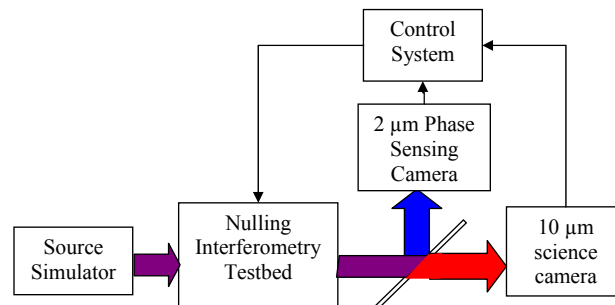 Control
System
2 µm Phase
Sensing
Camera
Nulling
Interferometry
Testbed
Source
Simulator
10 µm
science
camera